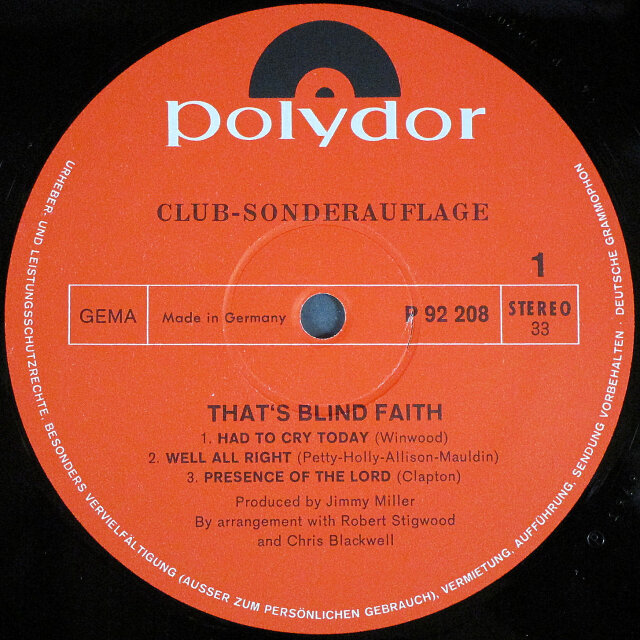 polydor
CLUB-SONDERAUFLAGE
1
GEMA
Made in Germany
P 92 208
STEREO
33
THAT'S BLIND FAITH
1. HAD TO CRY TODAY (Winwood)
2. WELL ALL RIGHT (Petty-Holly-Allison-Mauldin)
3. PRESENCE OF THE LORD (Clapton)
Produced by Jimmy Miller
By arrangement with Robert Stigwood
and Chris Blackwell
URHEBER- UND LEISTUNGSSCHUTZRECHTE, BESONDERS VERVIELFÄLTIGUNG (AUSSER ZUM PERSÖNLICHEN GEBRAUCH), VERMIETUNG, AUFFÜHRUNG, SENDUNG VORBEHALTEN · DEUTSCHE GRAMMOPHON